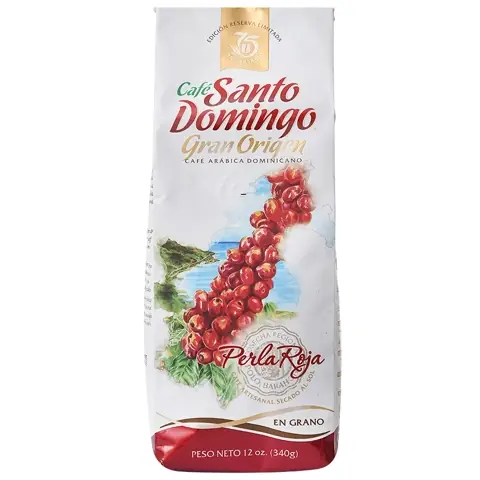 EDICIÓN RESERVA LIMITADA
75
Café Santo
Domingo
Gran Origen
CAFÉ ARÁBICA DOMINICANO
Perla Roja
ARTESANAL SECADO AL SOL
EN GRANO
PESO NETO 12 oz. (340g)